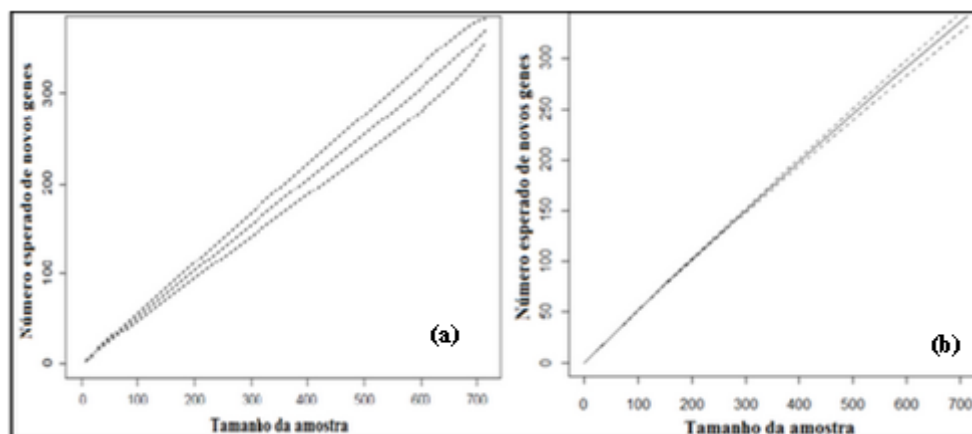 Número esperado de novos genes
0
100
200
300
0 100 200 300 400 500 600 700
Tamanho da amostra
(a)
Número esperado de novos genes
0
50
100
150
200
250
300
0 100 200 300 400 500 600 700
Tamanho da amostra
(b)